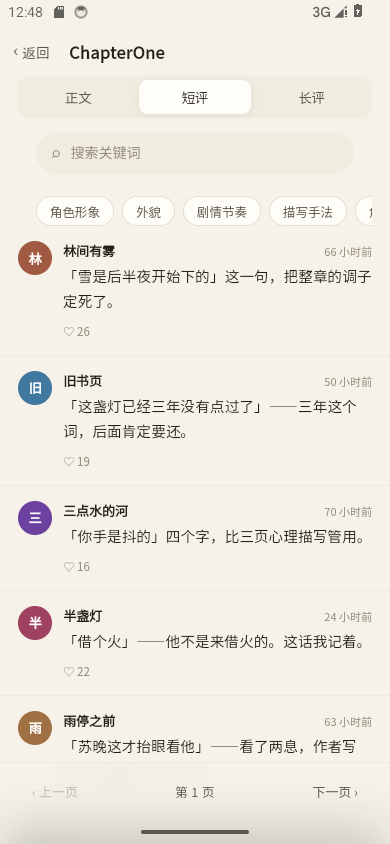 12:48
3G
‹ 返回
ChapterOne
正文
短评
长评
搜索关键词
角色形象
外貌
剧情节奏
描写手法
林
林间有雾
66 小时前
「雪是后半夜开始下的」这一句，把整章的调子
定死了。
♡ 26
旧
旧书页
50 小时前
「这盏灯已经三年没有点过了」——三年这个
词，后面肯定要还。
♡ 19
三
三点水的河
70 小时前
「你手是抖的」四个字，比三页心理描写管用。
♡ 16
半
半盏灯
24 小时前
「借个火」——他不是来借火的。这话我记着。
♡ 22
雨
雨停之前
63 小时前
「苏晚这才抬眼看他」——看了两息，作者写
‹ 上一页
第 1 页
下一页 ›